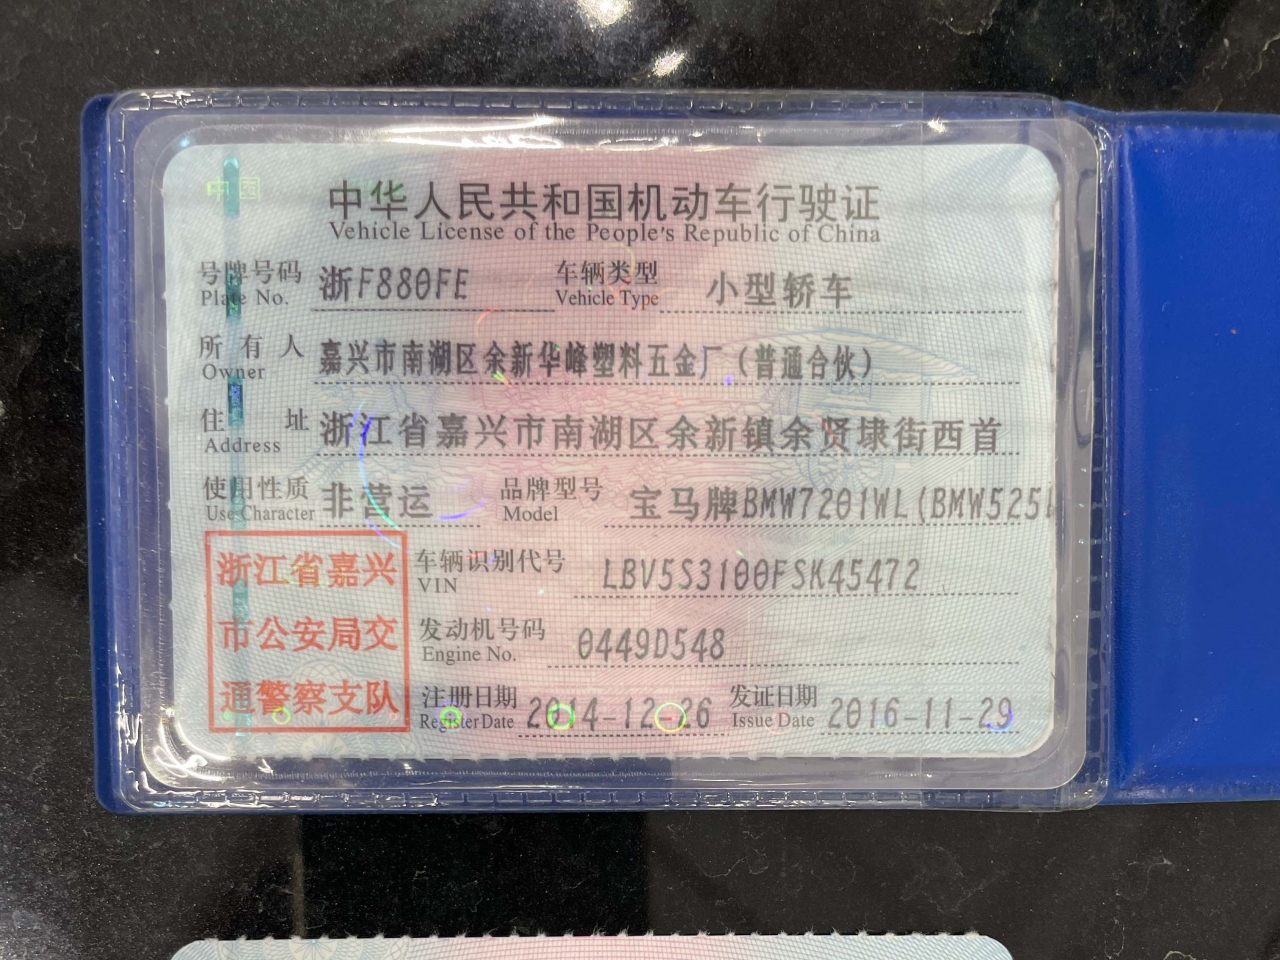 中国
中华人民共和国机动车行驶证
Vehicle License of the People's Republic of China
号牌号码 浙F880FE 车辆类型 小型轿车
Plate No. Vehicle Type
所有人 嘉兴市南湖区余新华峰塑料五金厂(普通合伙)
Owner
住址 浙江省嘉兴市南湖区余新镇余贤埭街西首
Address
使用性质 非营运 品牌型号 宝马牌BMW7201WL(BMW525
Use Character Model
浙江省嘉兴
市公安局交
通警察支队
车辆识别代号 LBV5S3100FSK45472
VIN
发动机号码 0449D548
Engine No.
注册日期 2014-12-26 发证日期 2016-11-29
Register Date Issue Date